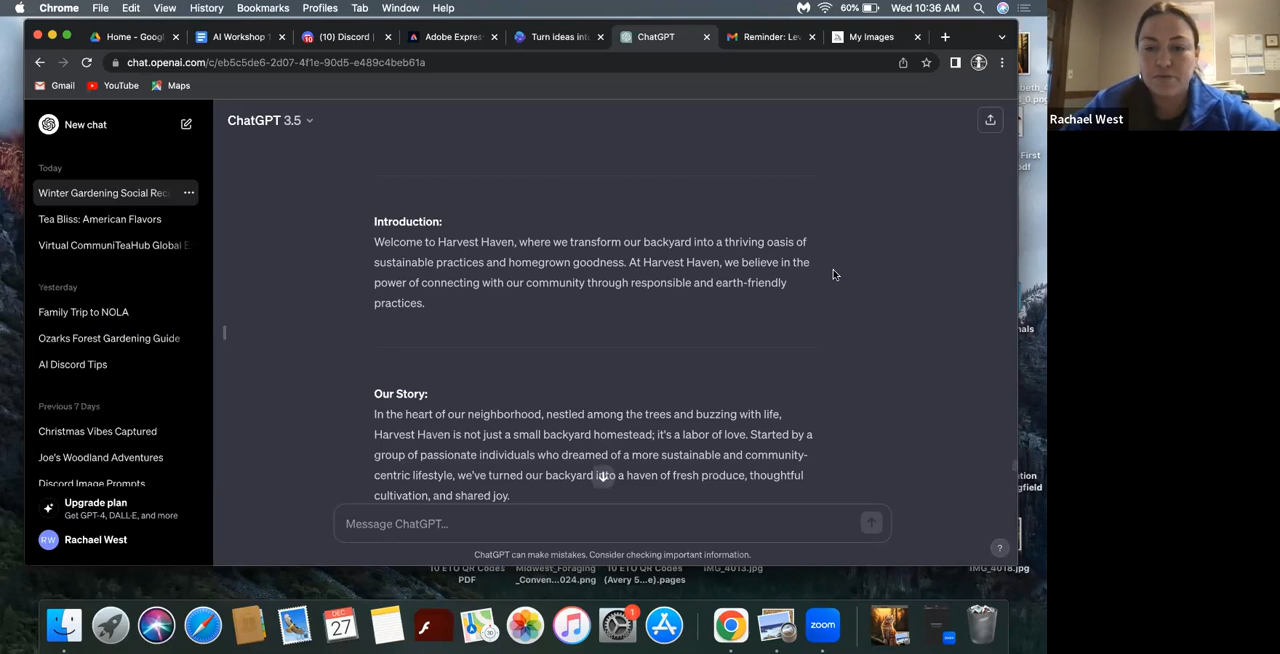 Chrome File Edit View History Bookmarks Profiles Tab Window Help 60% Wed 10:36 AM
Home - Goog
AI Workshop T
(10) Discord |
Adobe Expres
Turn ideas into
ChatGPT
Reminder: Lev
My Images
chat.openai.com/c/eb5c5de6-2d07-4f1e-90d5-e489c4beb61a
Gmail YouTube Maps
New chat
ChatGPT 3.5
Today
Winter Gardening Social Rec
Tea Bliss: American Flavors
Virtual CommuniTeaHub Global E
Yesterday
Family Trip to NOLA
Ozarks Forest Gardening Guide
AI Discord Tips
Previous 7 Days
Christmas Vibes Captured
Joe's Woodland Adventures
Discord Image Prompts
Upgrade plan
Get GPT-4, DALL·E, and more
RW Rachael West
Introduction:
Welcome to Harvest Haven, where we transform our backyard into a thriving oasis of
sustainable practices and homegrown goodness. At Harvest Haven, we believe in the
power of connecting with our community through responsible and earth-friendly
practices.
Our Story:
In the heart of our neighborhood, nestled among the trees and buzzing with life,
Harvest Haven is not just a small backyard homestead; it's a labor of love. Started by a
group of passionate individuals who dreamed of a more sustainable and community-
centric lifestyle, we've turned our backyard into a haven of fresh produce, thoughtful
cultivation, and shared joy.
Message ChatGPT...
ChatGPT can make mistakes. Consider checking important information.
?
Rachael West
First
10 ETO QR Codes
PDF
Midwest_Foraging
_Conven...024.png
10 ETO QR Codes
(Avery 5...e).pages
IMG_4013.jpg
IMG_4018.jpg
DEC
27
1
zoom